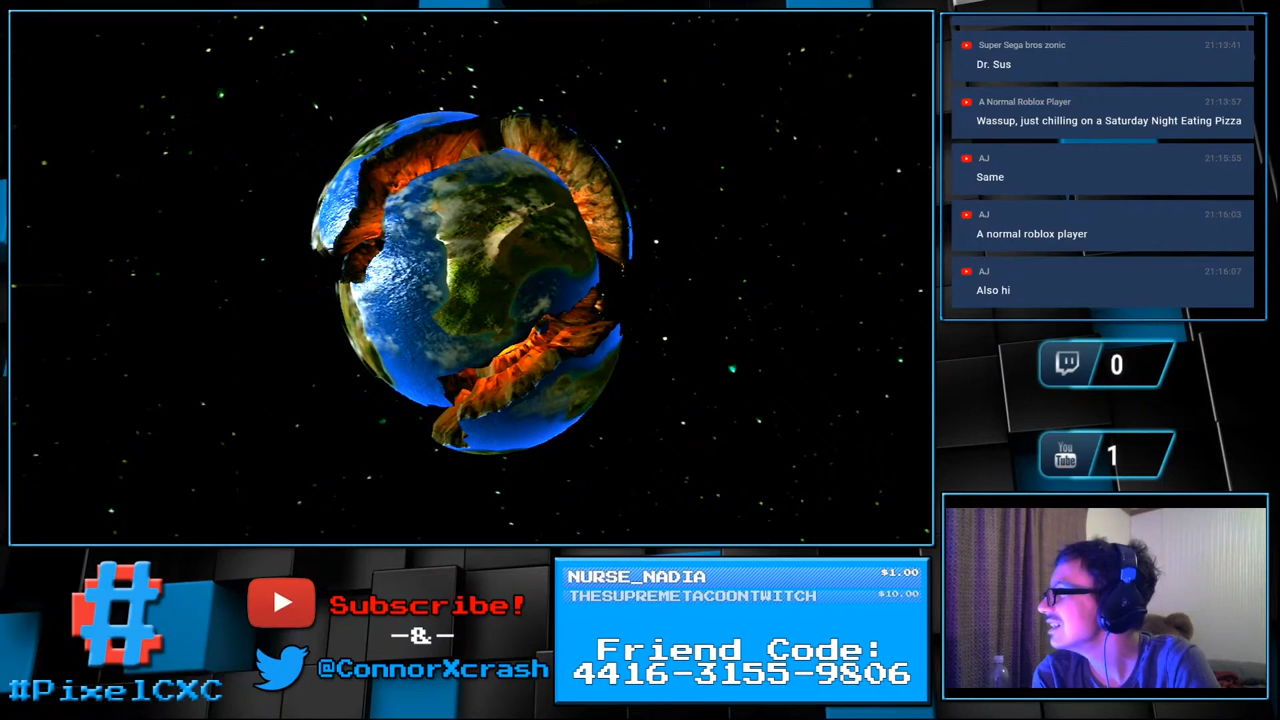 Super Sega bros zonic 21:13:41
Dr. Sus
A Normal Roblox Player 21:13:57
Wassup, just chilling on a Saturday Night Eating Pizza
AJ 21:15:55
Same
AJ 21:16:03
A normal roblox player
AJ 21:16:07
Also hi
0
You
Tube
1
#
#PixelCXC
Subscribe!
-&-
@ConnorXcrash
NURSE_NADIA $1.00
THESUPREMETACOONTWITCH $10.00
Friend Code:
4416-3155-9806